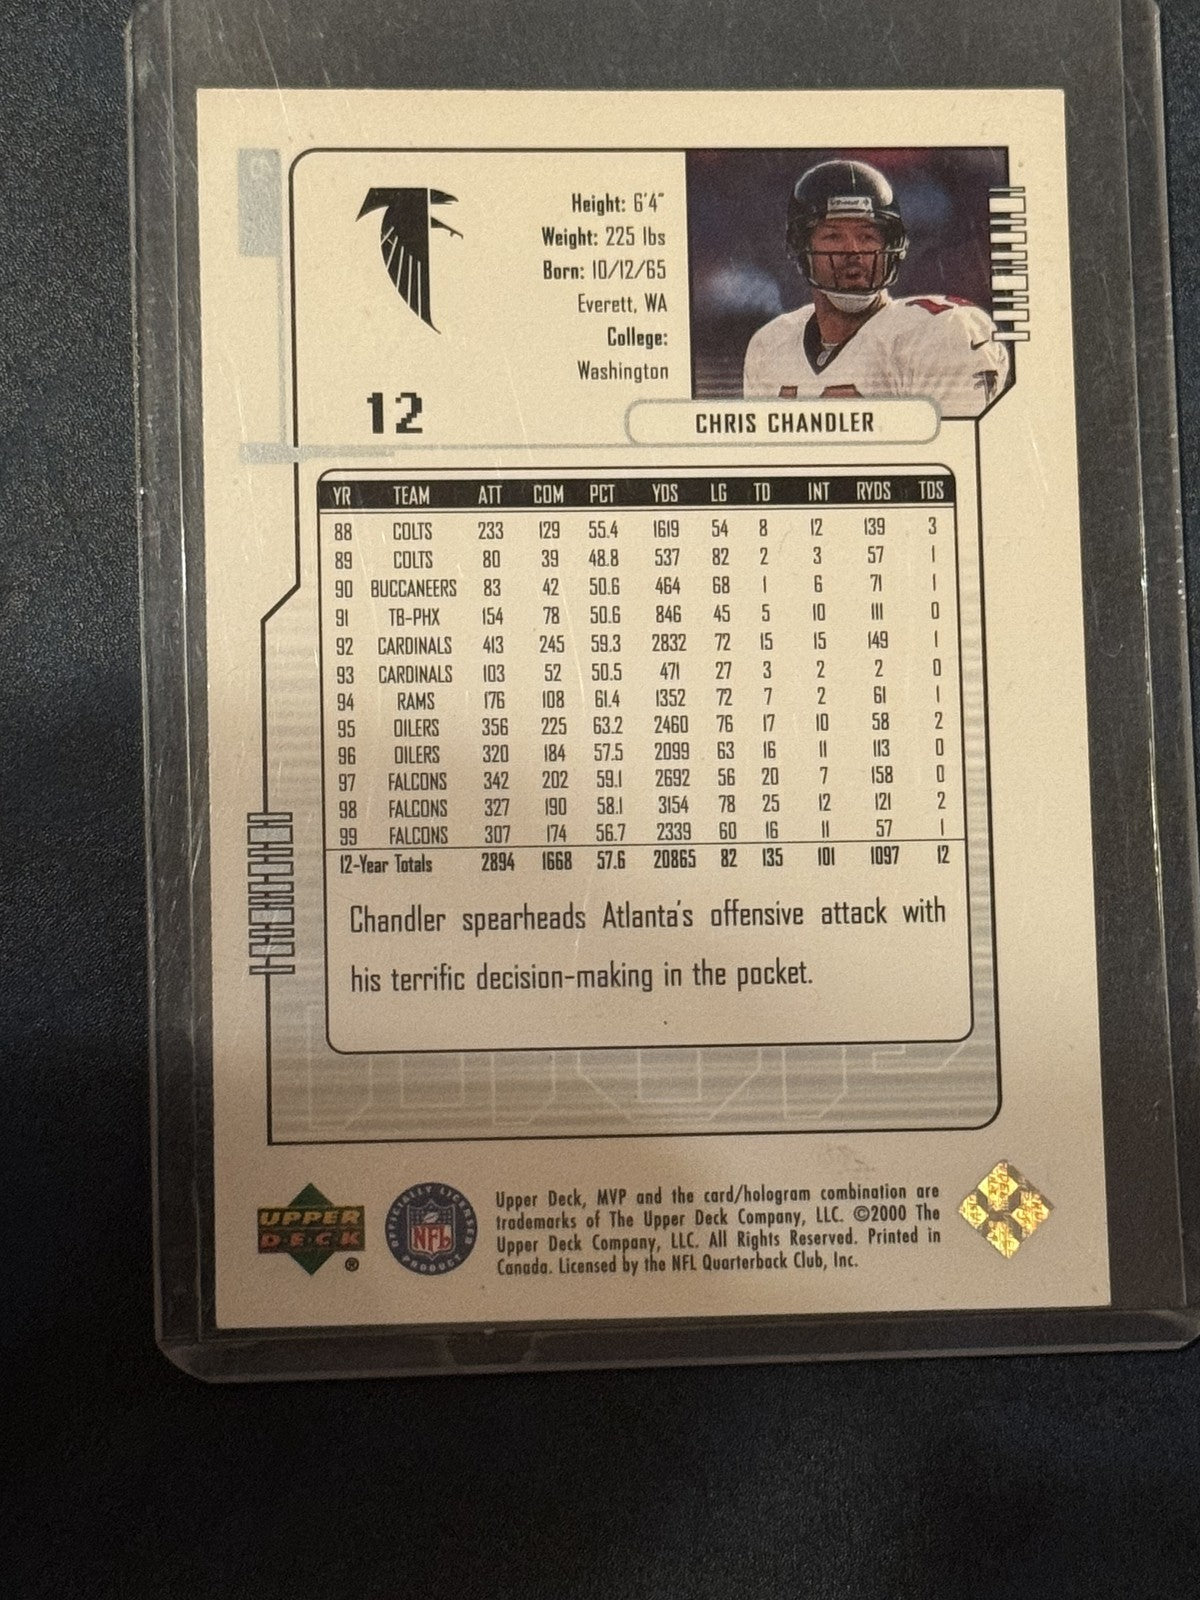 Height: 6'4"
Weight: 225 lbs
Born: 10/12/65
Everett, WA
College:
Washington
12
CHRIS CHANDLER
YR TEAM ATT COM PCT YDS LG TD INT RYDS TDS
88 COLTS 233 129 55.4 1619 54 8 12 139 3
89 COLTS 80 39 48.8 537 82 2 3 57 1
90 BUCCANEERS 83 42 50.6 464 68 1 6 71 1
91 TB-PHX 154 78 50.6 846 45 5 10 111 0
92 CARDINALS 413 245 59.3 2832 72 15 15 149 1
93 CARDINALS 103 52 50.5 471 27 3 2 2 0
94 RAMS 176 108 61.4 1352 72 7 2 61 1
95 OILERS 356 225 63.2 2460 76 17 10 58 2
96 OILERS 320 184 57.5 2099 63 16 11 113 0
97 FALCONS 342 202 59.1 2692 56 20 7 158 0
98 FALCONS 327 190 58.1 3154 78 25 12 121 2
99 FALCONS 307 174 56.7 2339 60 16 11 57 1
12-Year Totals 2894 1668 57.6 20865 82 135 101 1097 12
Chandler spearheads Atlanta's offensive attack with
his terrific decision-making in the pocket.
UPPER
DECK
®
OFFICIALLY LICENSED
NFL
PRODUCT
Upper Deck, MVP and the card/hologram combination are
trademarks of The Upper Deck Company, LLC. ©2000 The
Upper Deck Company, LLC. All Rights Reserved. Printed in
Canada. Licensed by the NFL Quarterback Club, Inc.